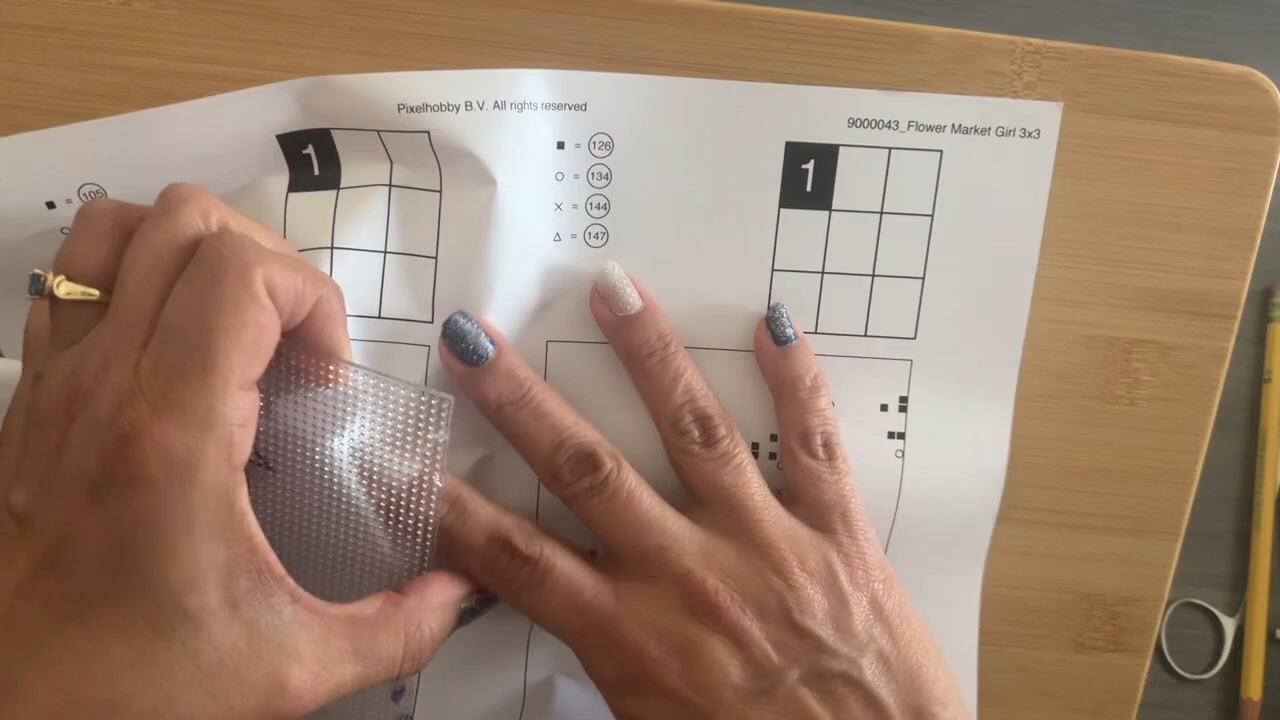 Pixelhobby B.V. All rights reserved
9000043_Flower Market Girl 3x3
1
■ = 126
1
■ = 105
○ = 134
× = 144
△ = 147